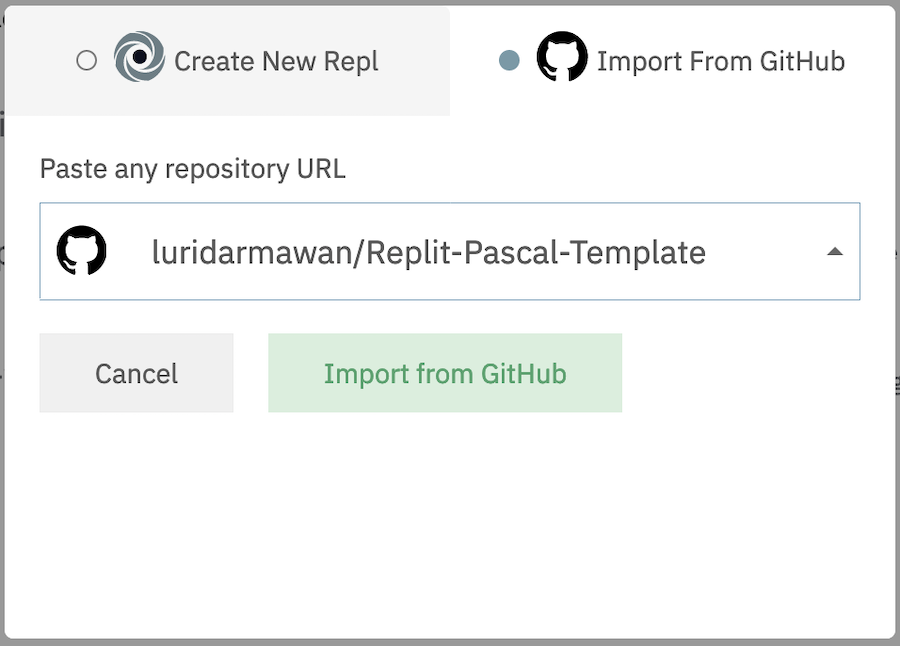 Create New Repl
Import From GitHub
Paste any repository URL
luridarmawan/Replit-Pascal-Template
Cancel
Import from GitHub